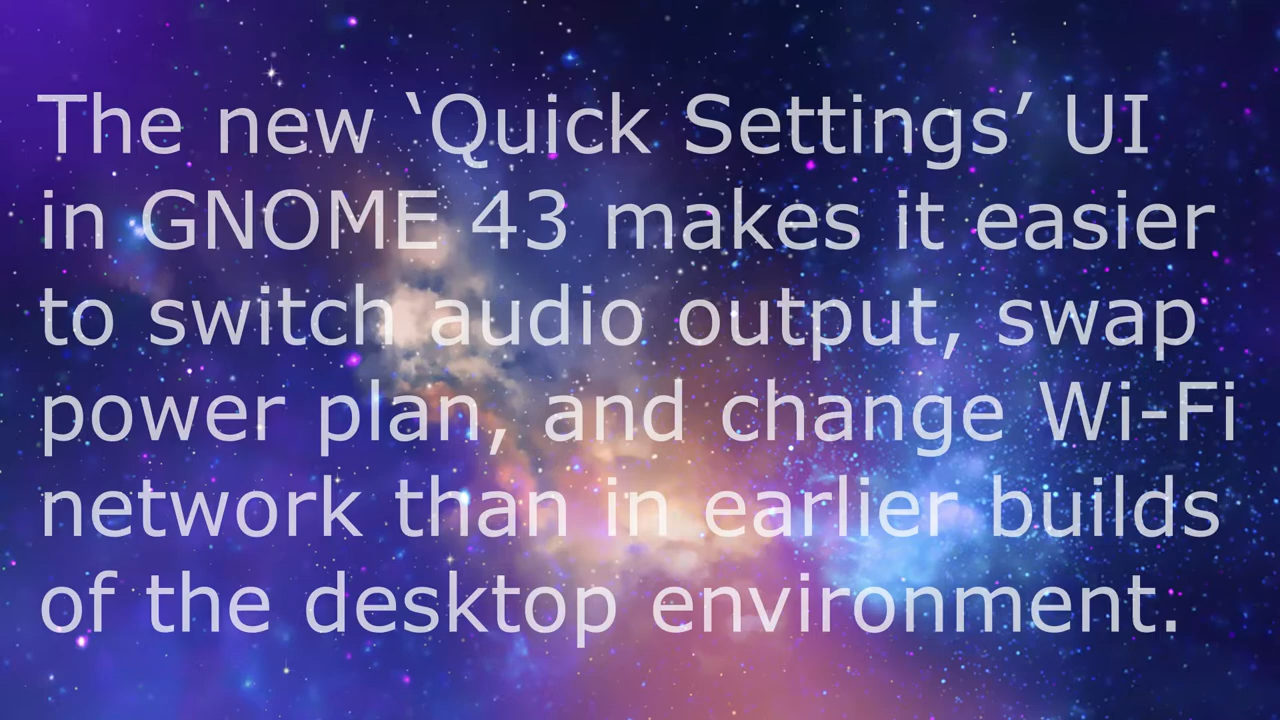 The new ‘Quick Settings’ UI
in GNOME 43 makes it easier
to switch audio output, swap
power plan, and change Wi-Fi
network than in earlier builds
of the desktop environment.